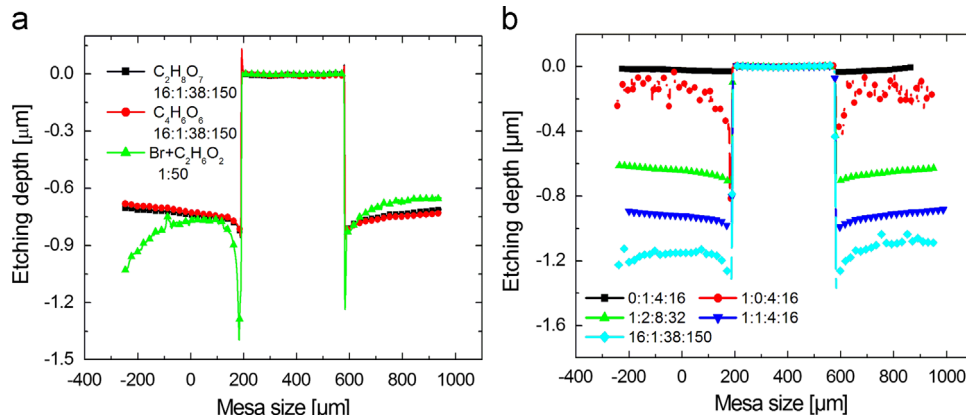 a
0.0
-0.3
-0.6
-0.9
-1.2
-1.5
Etching depth [µm]
C2H8O7
16:1:38:150
C4H6O6
16:1:38:150
Br+C2H6O2
1:50
-400 -200 0 200 400 600 800 1000
Mesa size [µm]
b
0.0
-0.4
-0.8
-1.2
-1.6
Etching depth [µm]
0:1:4:16 1:0:4:16
1:2:8:32 1:1:4:16
16:1:38:150
-400 -200 0 200 400 600 800 1000
Mesa size [µm]